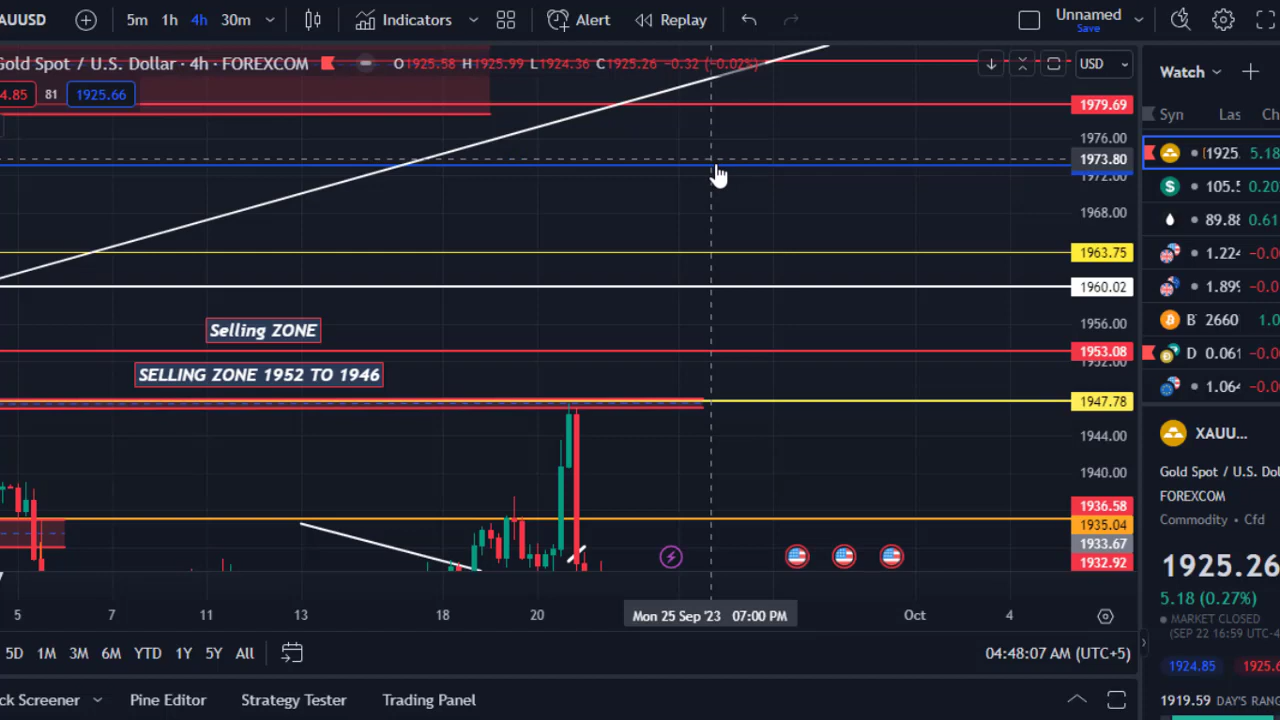 XAUUSD 5m 1h 4h 30m Indicators Alert Replay Unnamed
Save
Gold Spot / U.S. Dollar · 4h · FOREXCOM O1925.58 H1925.99 L1924.36 C1925.26 -0.32 (-0.02%) USD Watch
4.85 81 1925.66
Syn Las Ch
1979.69
1976.00
1973.80
1972.00
1968.00
1963.75
1960.02
1956.00
1953.08
1952.00
1947.78
1944.00
1940.00
1936.58
1935.04
1933.67
1932.92
Selling ZONE
SELLING ZONE 1952 TO 1946
1925. 5.18
105.5 0.20
89.88 0.61
1.224 -0.0
1.899 -0.0
B 2660 1.0
D 0.061 -0.0
1.064 -0.0
XAUU...
Gold Spot / U.S. Dol
FOREXCOM
Commodity • Cfd
1925.26
5.18 (0.27%)
MARKET CLOSED
(SEP 22 16:59 UTC-4
1924.85 1925.6
1919.59 DAY'S RANG
5 7 11 13 18 20 Mon 25 Sep '23 07:00 PM Oct 4
5D 1M 3M 6M YTD 1Y 5Y All 04:48:07 AM (UTC+5)
ck Screener Pine Editor Strategy Tester Trading Panel